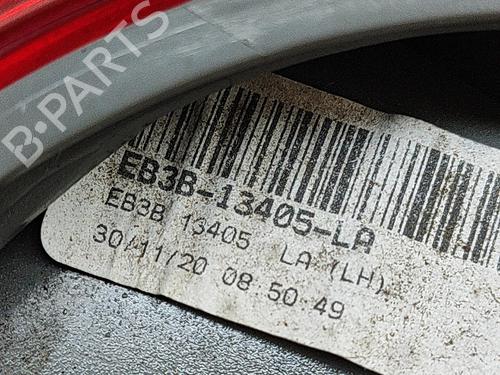 B-PARTS
EB3B-13405-LA
EB3B 13405 LA (LH)
30/11/20 08 50 49